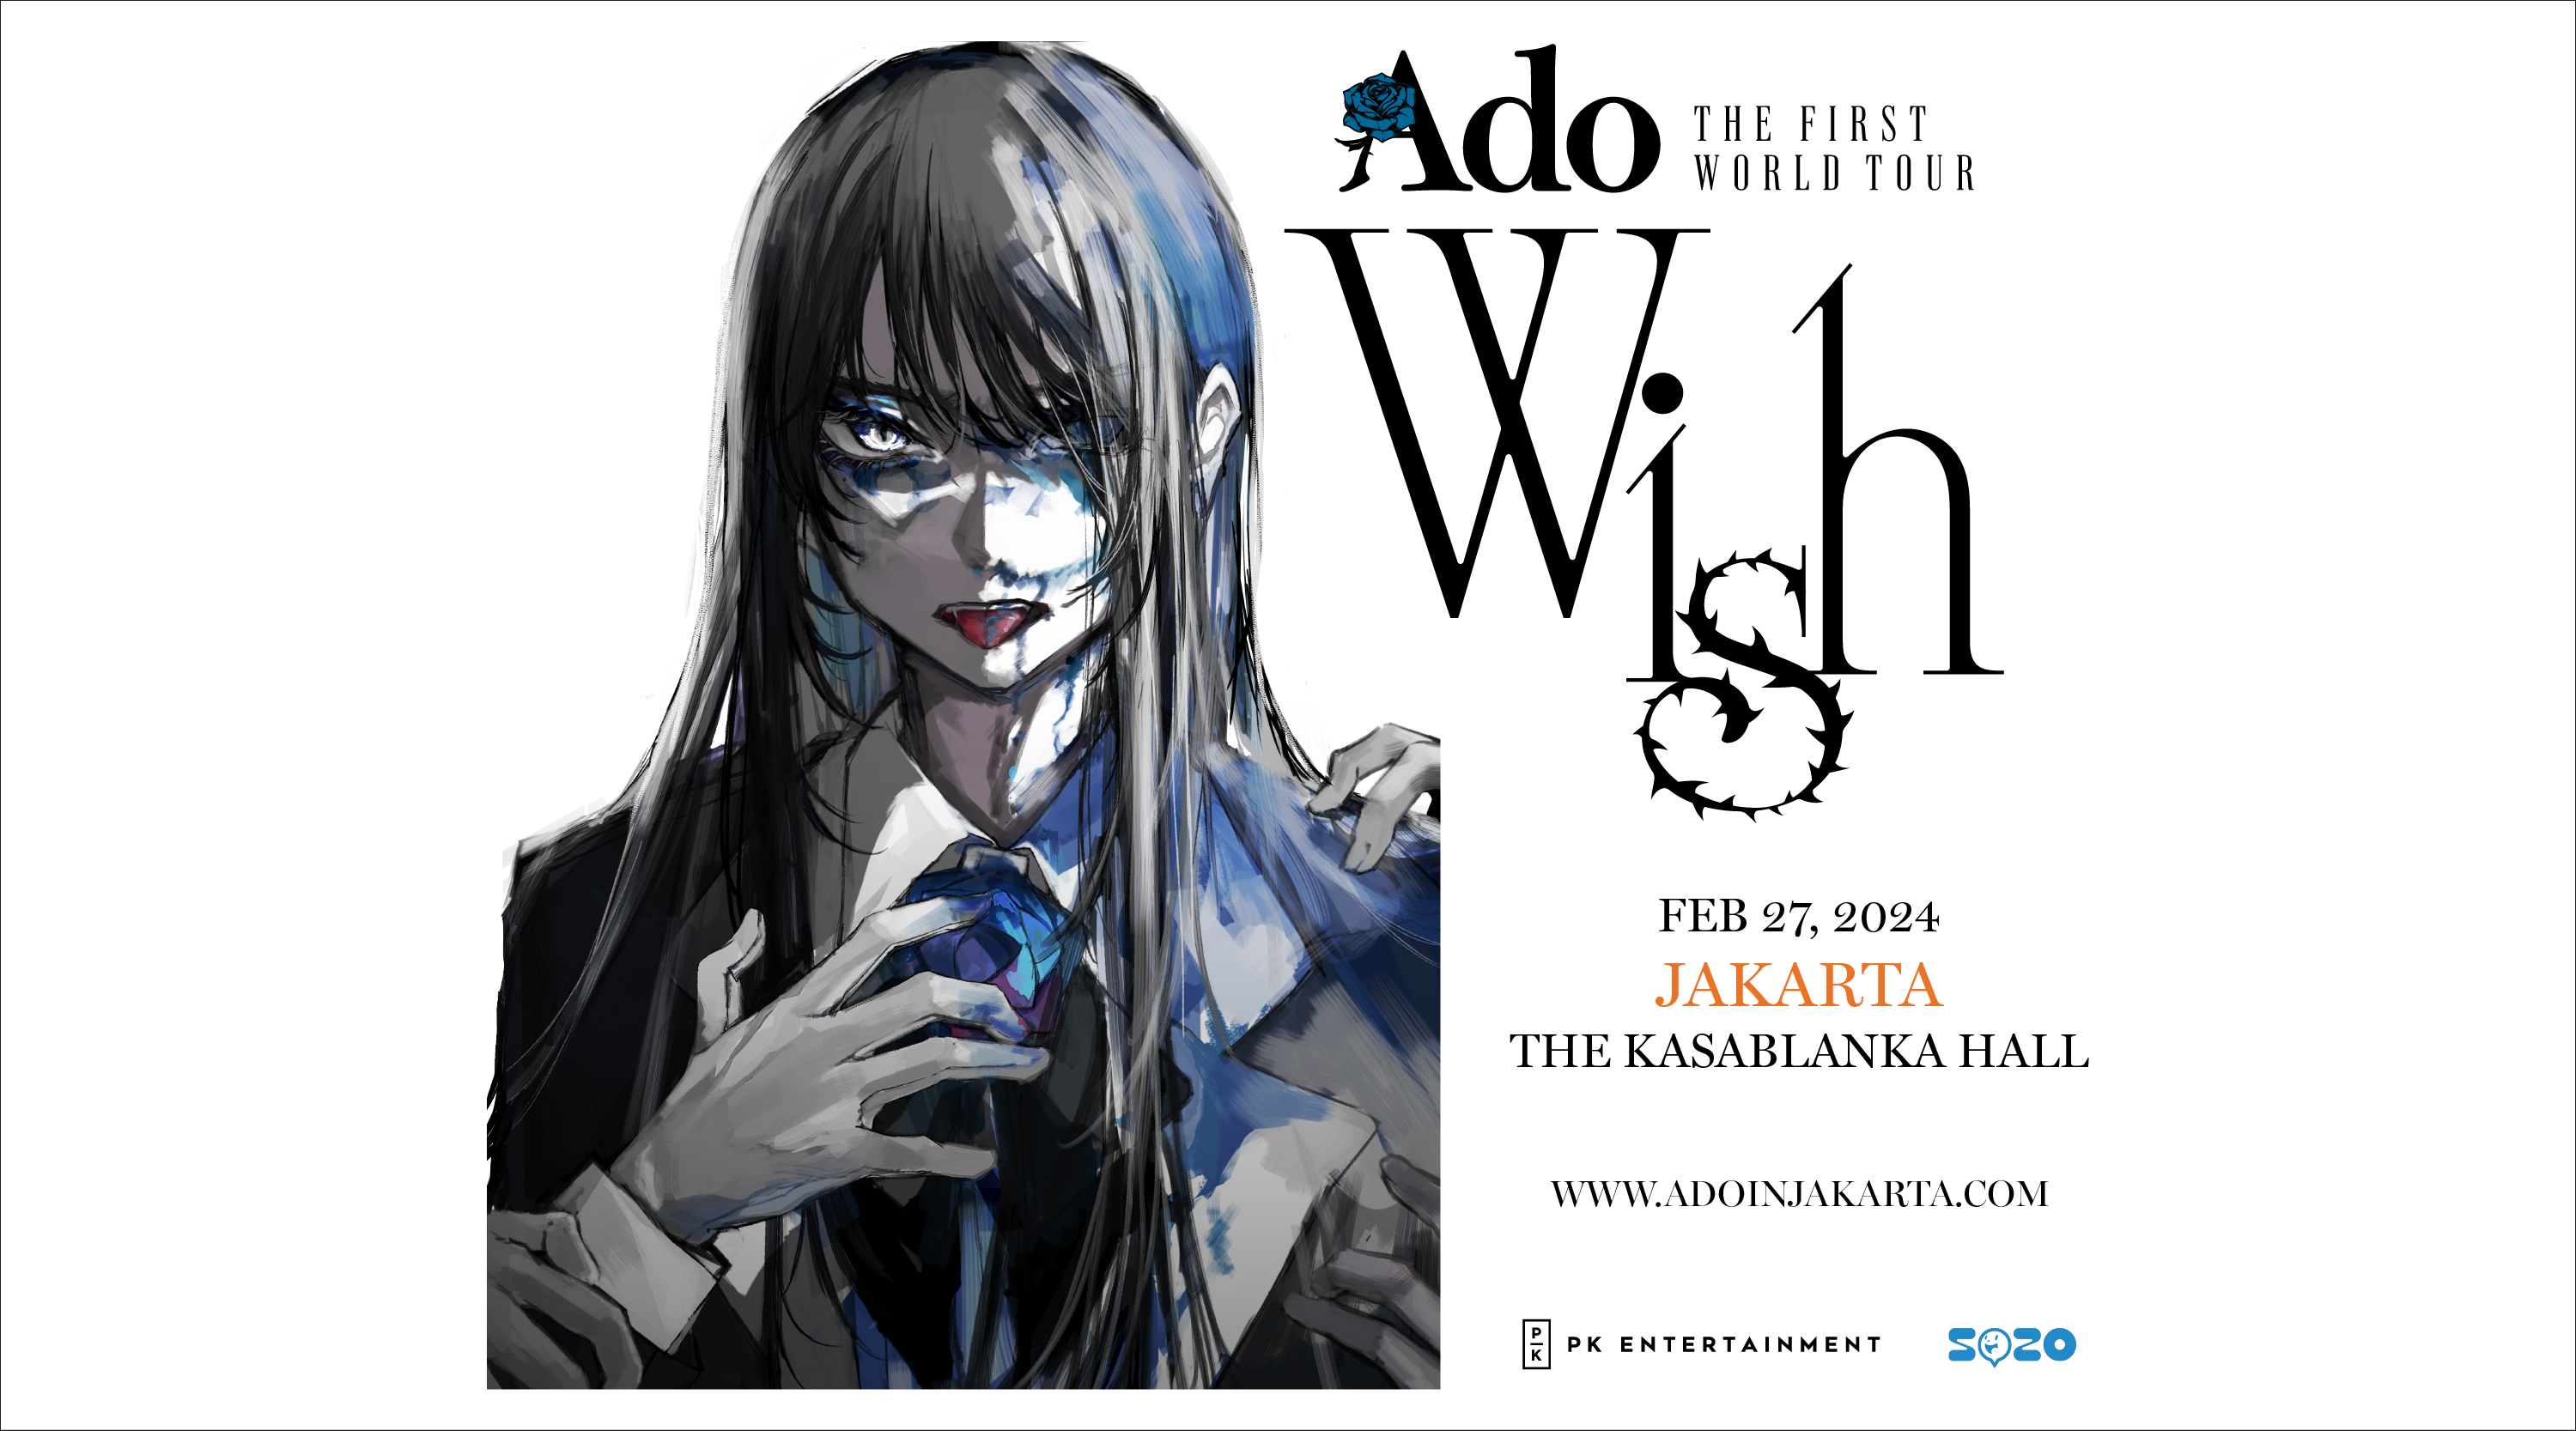 Ado
THE FIRST
WORLD TOUR
Wish
FEB 27, 2024
JAKARTA
THE KASABLANKA HALL
WWW.ADOINJAKARTA.COM
P K PK ENTERTAINMENT
SOZO